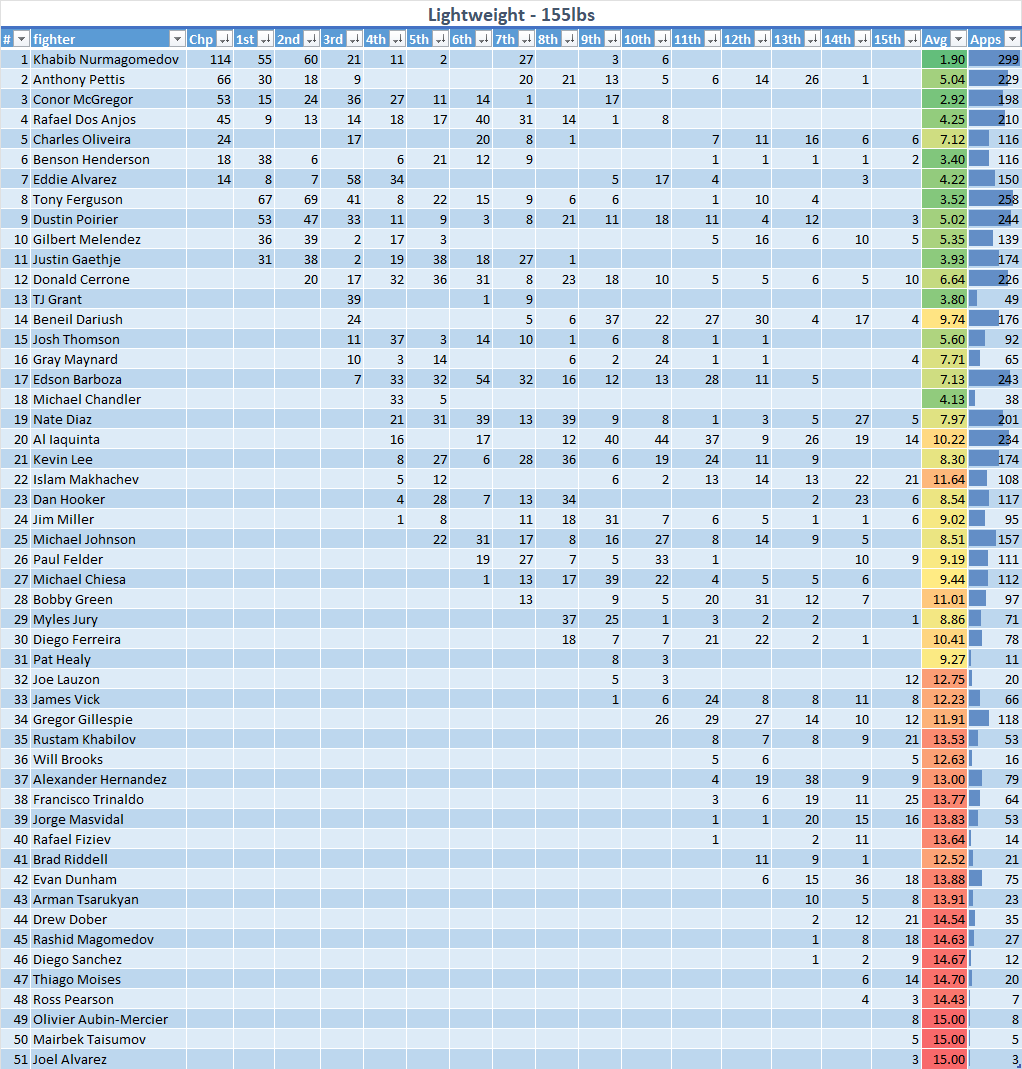 Lightweight - 155lbs
# fighter Chp 1st 2nd 3rd 4th 5th 6th 7th 8th 9th 10th 11th 12th 13th 14th 15th Avg Apps
1 Khabib Nurmagomedov 114 55 60 21 11 2 27 3 6 1.90 299
2 Anthony Pettis 66 30 18 9 20 21 13 5 6 14 26 1 5.04 229
3 Conor McGregor 53 15 24 36 27 11 14 1 17 2.92 198
4 Rafael Dos Anjos 45 9 13 14 18 17 40 31 14 1 8 4.25 210
5 Charles Oliveira 24 17 20 8 1 7 11 16 6 6 7.12 116
6 Benson Henderson 18 38 6 6 21 12 9 1 1 1 1 2 3.40 116
7 Eddie Alvarez 14 8 7 58 34 5 17 4 3 4.22 150
8 Tony Ferguson 67 69 41 8 22 15 9 6 6 1 10 4 3.52 258
9 Dustin Poirier 53 47 33 11 9 3 8 21 11 18 11 4 12 3 5.02 244
10 Gilbert Melendez 36 39 2 17 3 5 16 6 10 5 5.35 139
11 Justin Gaethje 31 38 2 19 38 18 27 1 3.93 174
12 Donald Cerrone 20 17 32 36 31 8 23 18 10 5 5 6 5 10 6.64 226
13 TJ Grant 39 1 9 3.80 49
14 Beneil Dariush 24 5 6 37 22 27 30 4 17 4 9.74 176
15 Josh Thomson 11 37 3 14 10 1 6 8 1 1 5.60 92
16 Gray Maynard 10 3 14 6 2 24 1 1 4 7.71 65
17 Edson Barboza 7 33 32 54 32 16 12 13 28 11 5 7.13 243
18 Michael Chandler 33 5 4.13 38
19 Nate Diaz 21 31 39 13 39 9 8 1 3 5 27 5 7.97 201
20 Al Iaquinta 16 17 12 40 44 37 9 26 19 14 10.22 234
21 Kevin Lee 8 27 6 28 36 6 19 24 11 9 8.30 174
22 Islam Makhachev 5 12 6 2 13 14 13 22 21 11.64 108
23 Dan Hooker 4 28 7 13 34 2 23 6 8.54 117
24 Jim Miller 1 8 11 18 31 7 6 5 1 1 6 9.02 95
25 Michael Johnson 22 31 17 8 16 27 8 14 9 5 8.51 157
26 Paul Felder 19 27 7 5 33 1 10 9 9.19 111
27 Michael Chiesa 1 13 17 39 22 4 5 5 6 9.44 112
28 Bobby Green 13 9 5 20 31 12 7 11.01 97
29 Myles Jury 37 25 1 3 2 2 1 8.86 71
30 Diego Ferreira 18 7 7 21 22 2 1 10.41 78
31 Pat Healy 8 3 9.27 11
32 Joe Lauzon 5 3 12 12.75 20
33 James Vick 1 6 24 8 8 11 8 12.23 66
34 Gregor Gillespie 26 29 27 14 10 12 11.91 118
35 Rustam Khabilov 8 7 8 9 21 13.53 53
36 Will Brooks 5 6 5 12.63 16
37 Alexander Hernandez 4 19 38 9 9 13.00 79
38 Francisco Trinaldo 3 6 19 11 25 13.77 64
39 Jorge Masvidal 1 1 20 15 16 13.83 53
40 Rafael Fiziev 1 2 11 13.64 14
41 Brad Riddell 11 9 1 12.52 21
42 Evan Dunham 6 15 36 18 13.88 75
43 Arman Tsarukyan 10 5 8 13.91 23
44 Drew Dober 2 12 21 14.54 35
45 Rashid Magomedov 1 8 18 14.63 27
46 Diego Sanchez 1 2 9 14.67 12
47 Thiago Moises 6 14 14.70 20
48 Ross Pearson 4 3 14.43 7
49 Olivier Aubin-Mercier 8 15.00 8
50 Mairbek Taisumov 5 15.00 5
51 Joel Alvarez 3 15.00 3